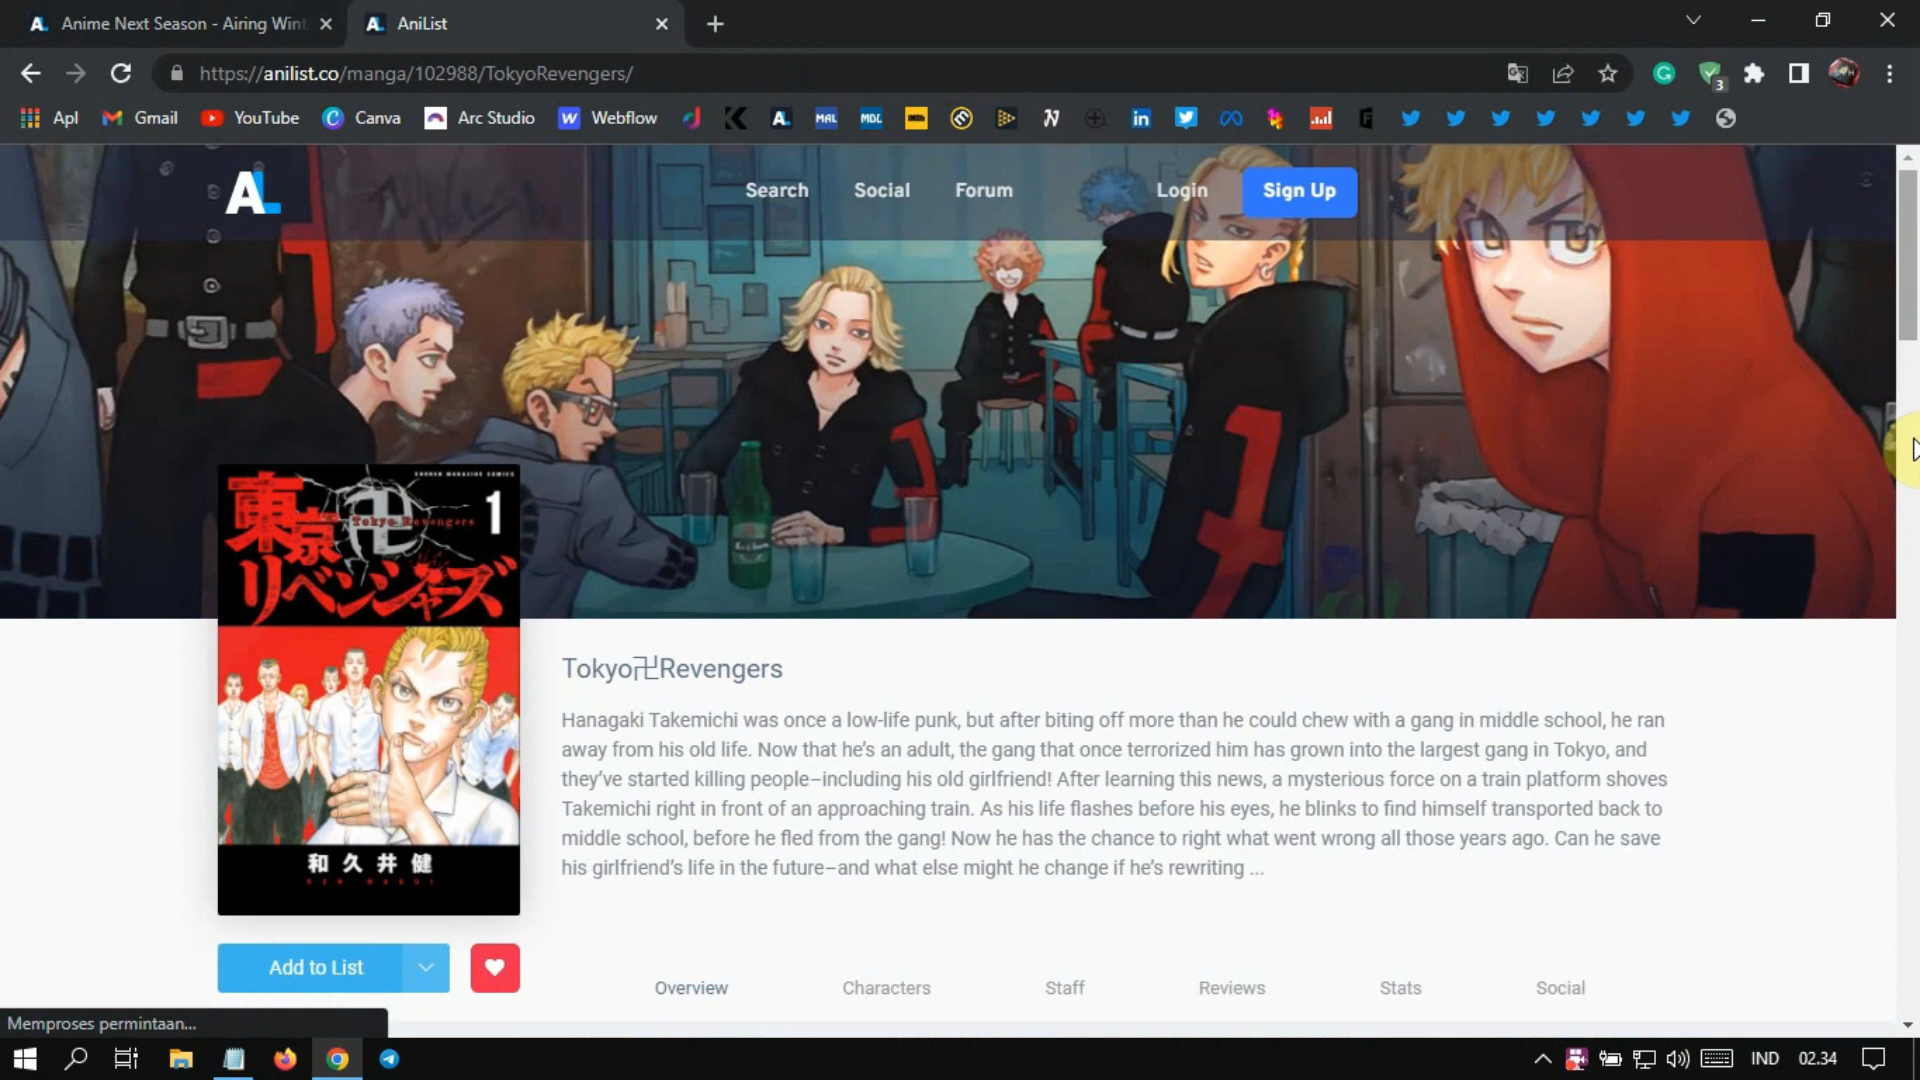 Anime Next Season - Airing Wint
AniList
https://anilist.co/manga/102988/TokyoRevengers/
3
Apl
Gmail
YouTube
Canva
Arc Studio
Webflow
MAL
MDL
Search
Social
Forum
Login
Sign Up
SHONEN MAGAZINE COMICS
東京
卍
Tokyo Revengers
1
リベンジャーズ
和久井健
KEN WAKUI
Tokyo卍Revengers
Hanagaki Takemichi was once a low-life punk, but after biting off more than he could chew with a gang in middle school, he ran
away from his old life. Now that he's an adult, the gang that once terrorized him has grown into the largest gang in Tokyo, and
they've started killing people–including his old girlfriend! After learning this news, a mysterious force on a train platform shoves
Takemichi right in front of an approaching train. As his life flashes before his eyes, he blinks to find himself transported back to
middle school, before he fled from the gang! Now he has the chance to right what went wrong all those years ago. Can he save
his girlfriend's life in the future–and what else might he change if he's rewriting ...
Add to List
Overview
Characters
Staff
Reviews
Stats
Social
Memproses permintaan...
IND
02.34